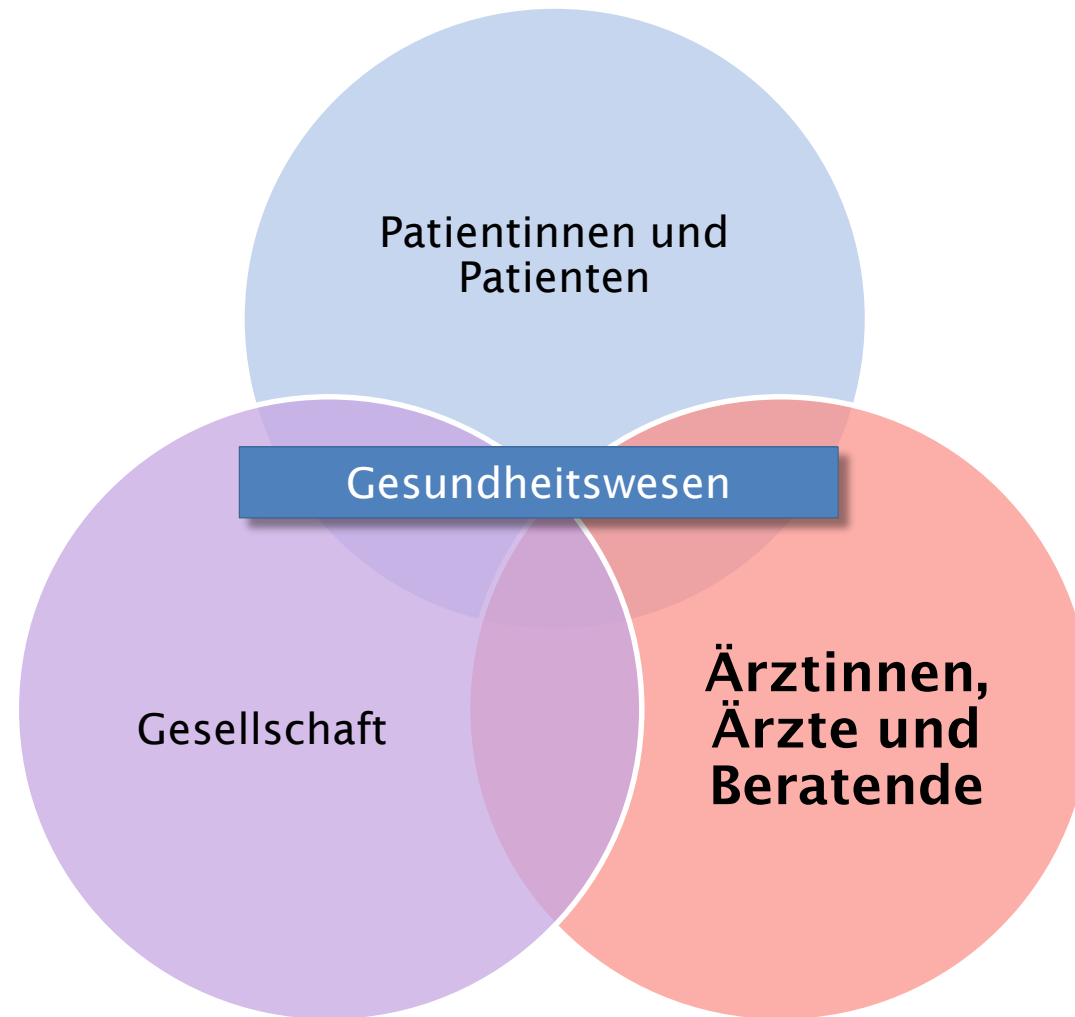 Patientinnen und
Patienten
Gesundheitswesen
Gesellschaft
Ärztinnen,
Ärzte und
Beratende